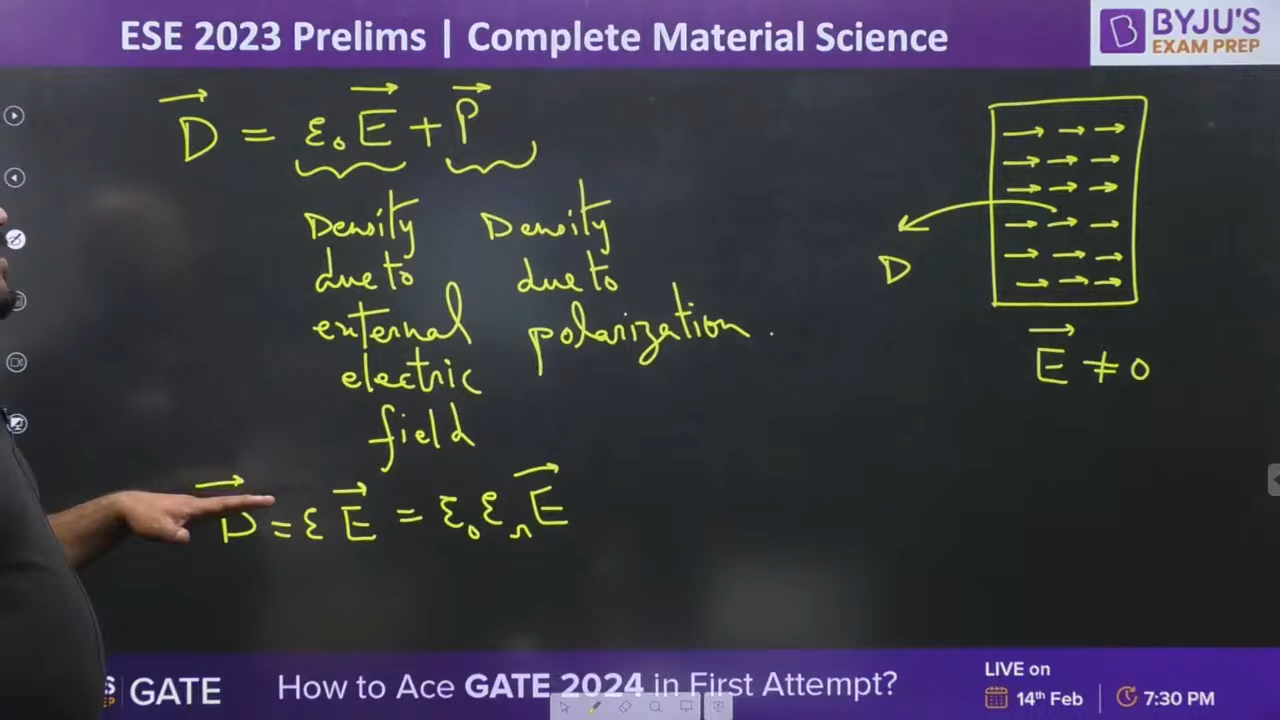 ESE 2023 Prelims | Complete Material Science
BYJU'S
EXAM PREP
D⃗ = ε₀E⃗ + P⃗
Density due to external electric field
Density due to polarization.
D
E⃗ ≠ 0
D⃗ = εE⃗ = ε₀εᵣE⃗
GATE
How to Ace GATE 2024 in First Attempt?
LIVE on
14th Feb | 7:30 PM